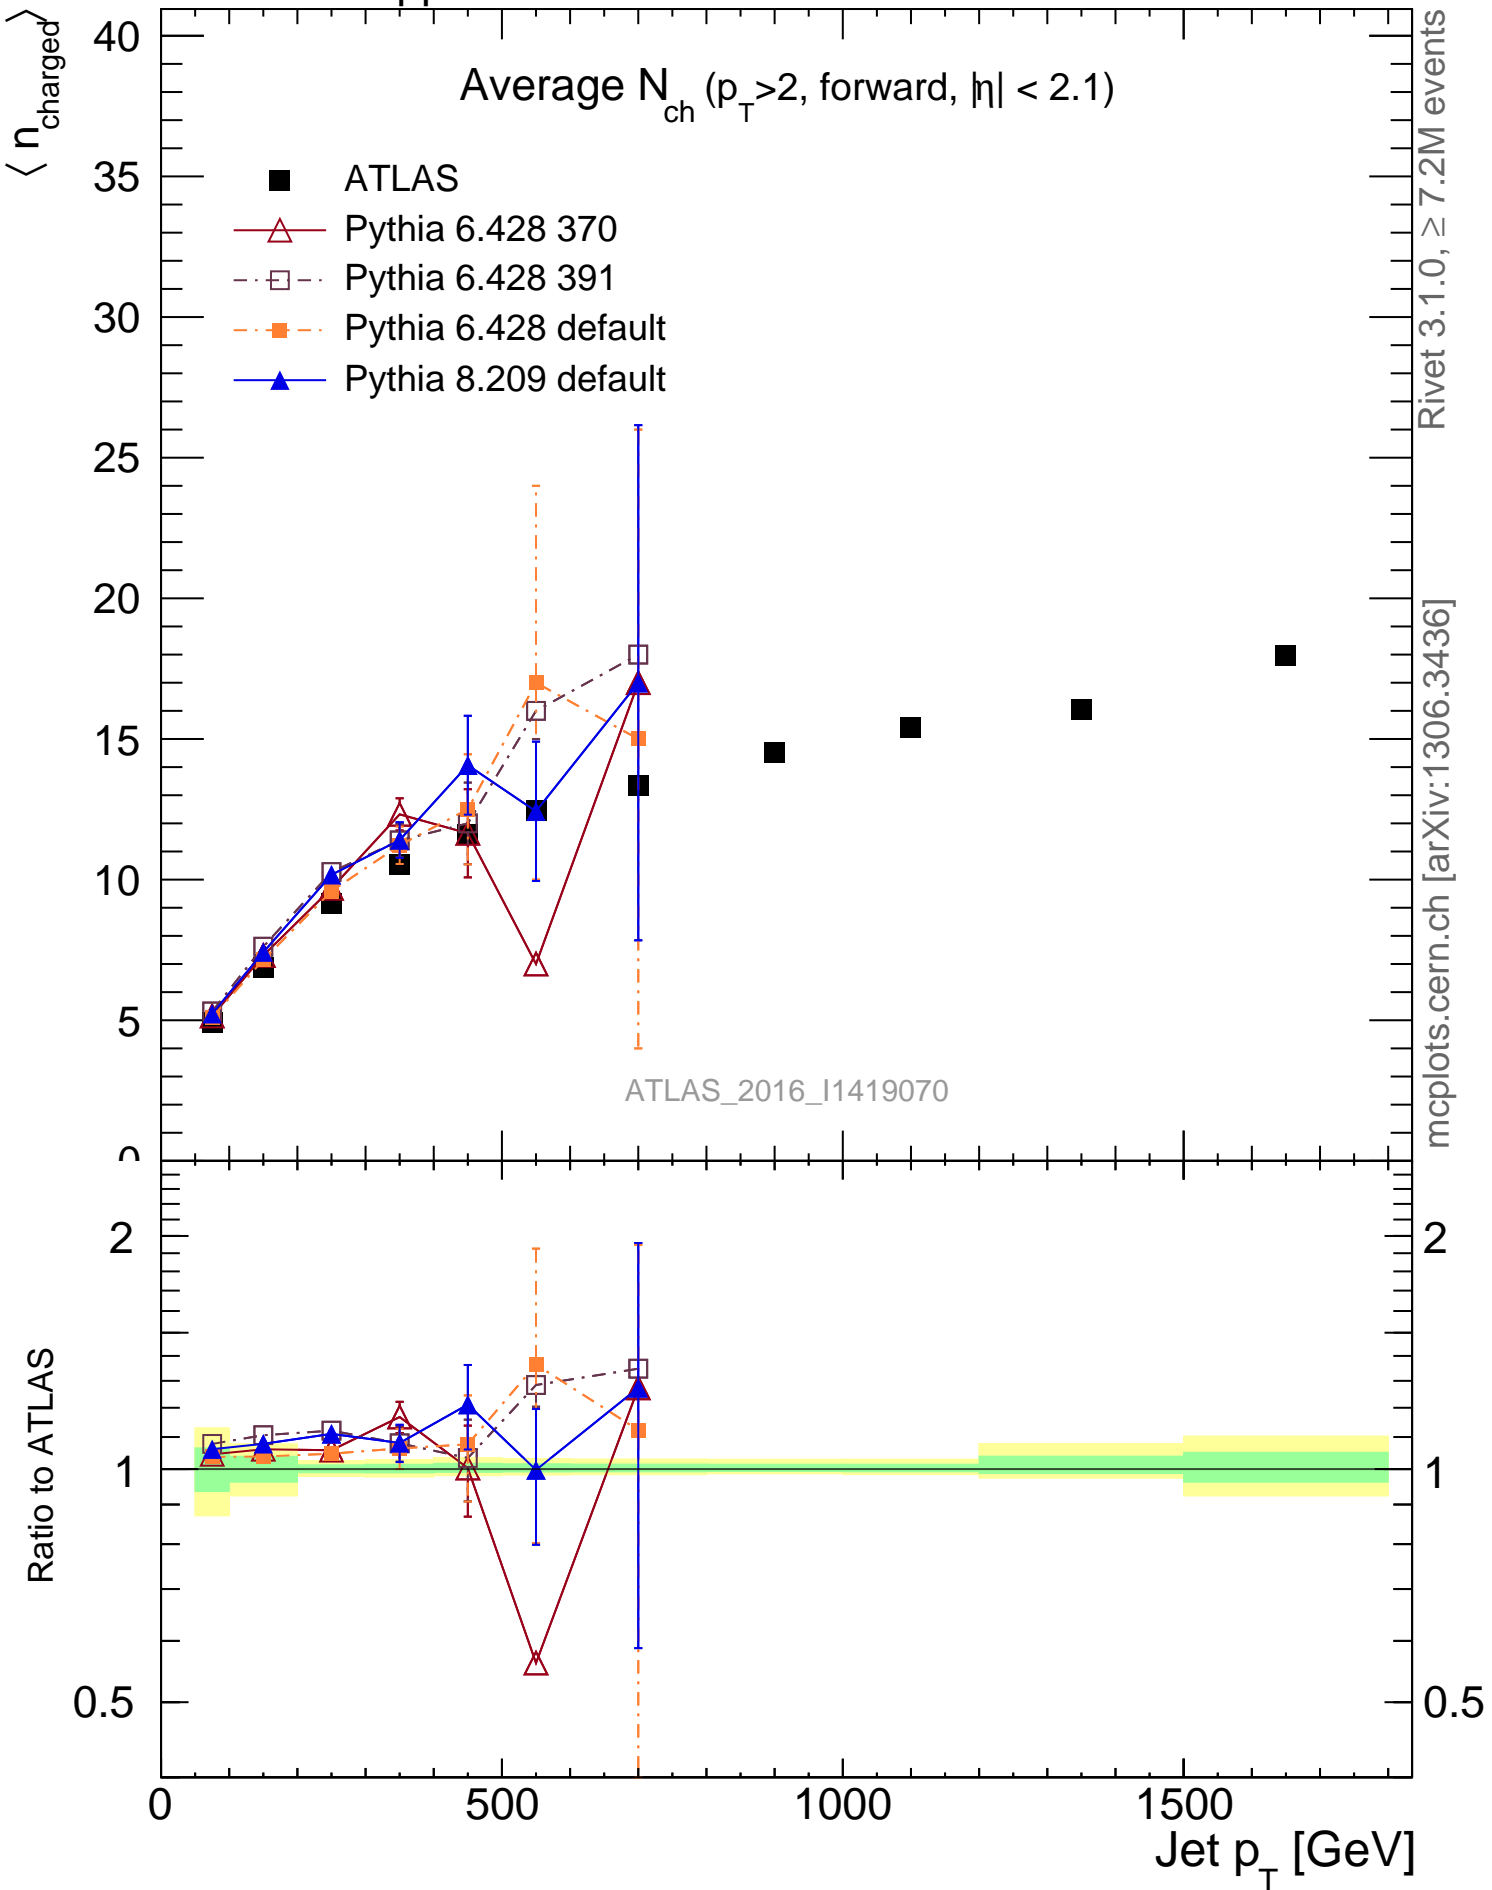 pp
⟨ n_charged ⟩
Average N_ch (p_T>2, forward, |η| < 2.1)
ATLAS
Pythia 6.428 370
Pythia 6.428 391
Pythia 6.428 default
Pythia 8.209 default
40
35
30
25
20
15
10
5
0
ATLAS_2016_I1419070
Rivet 3.1.0, ≥ 7.2M events
mcplots.cern.ch [arXiv:1306.3436]
Ratio to ATLAS
2
1
0.5
2
1
0.5
0
500
1000
1500
Jet p_T [GeV]